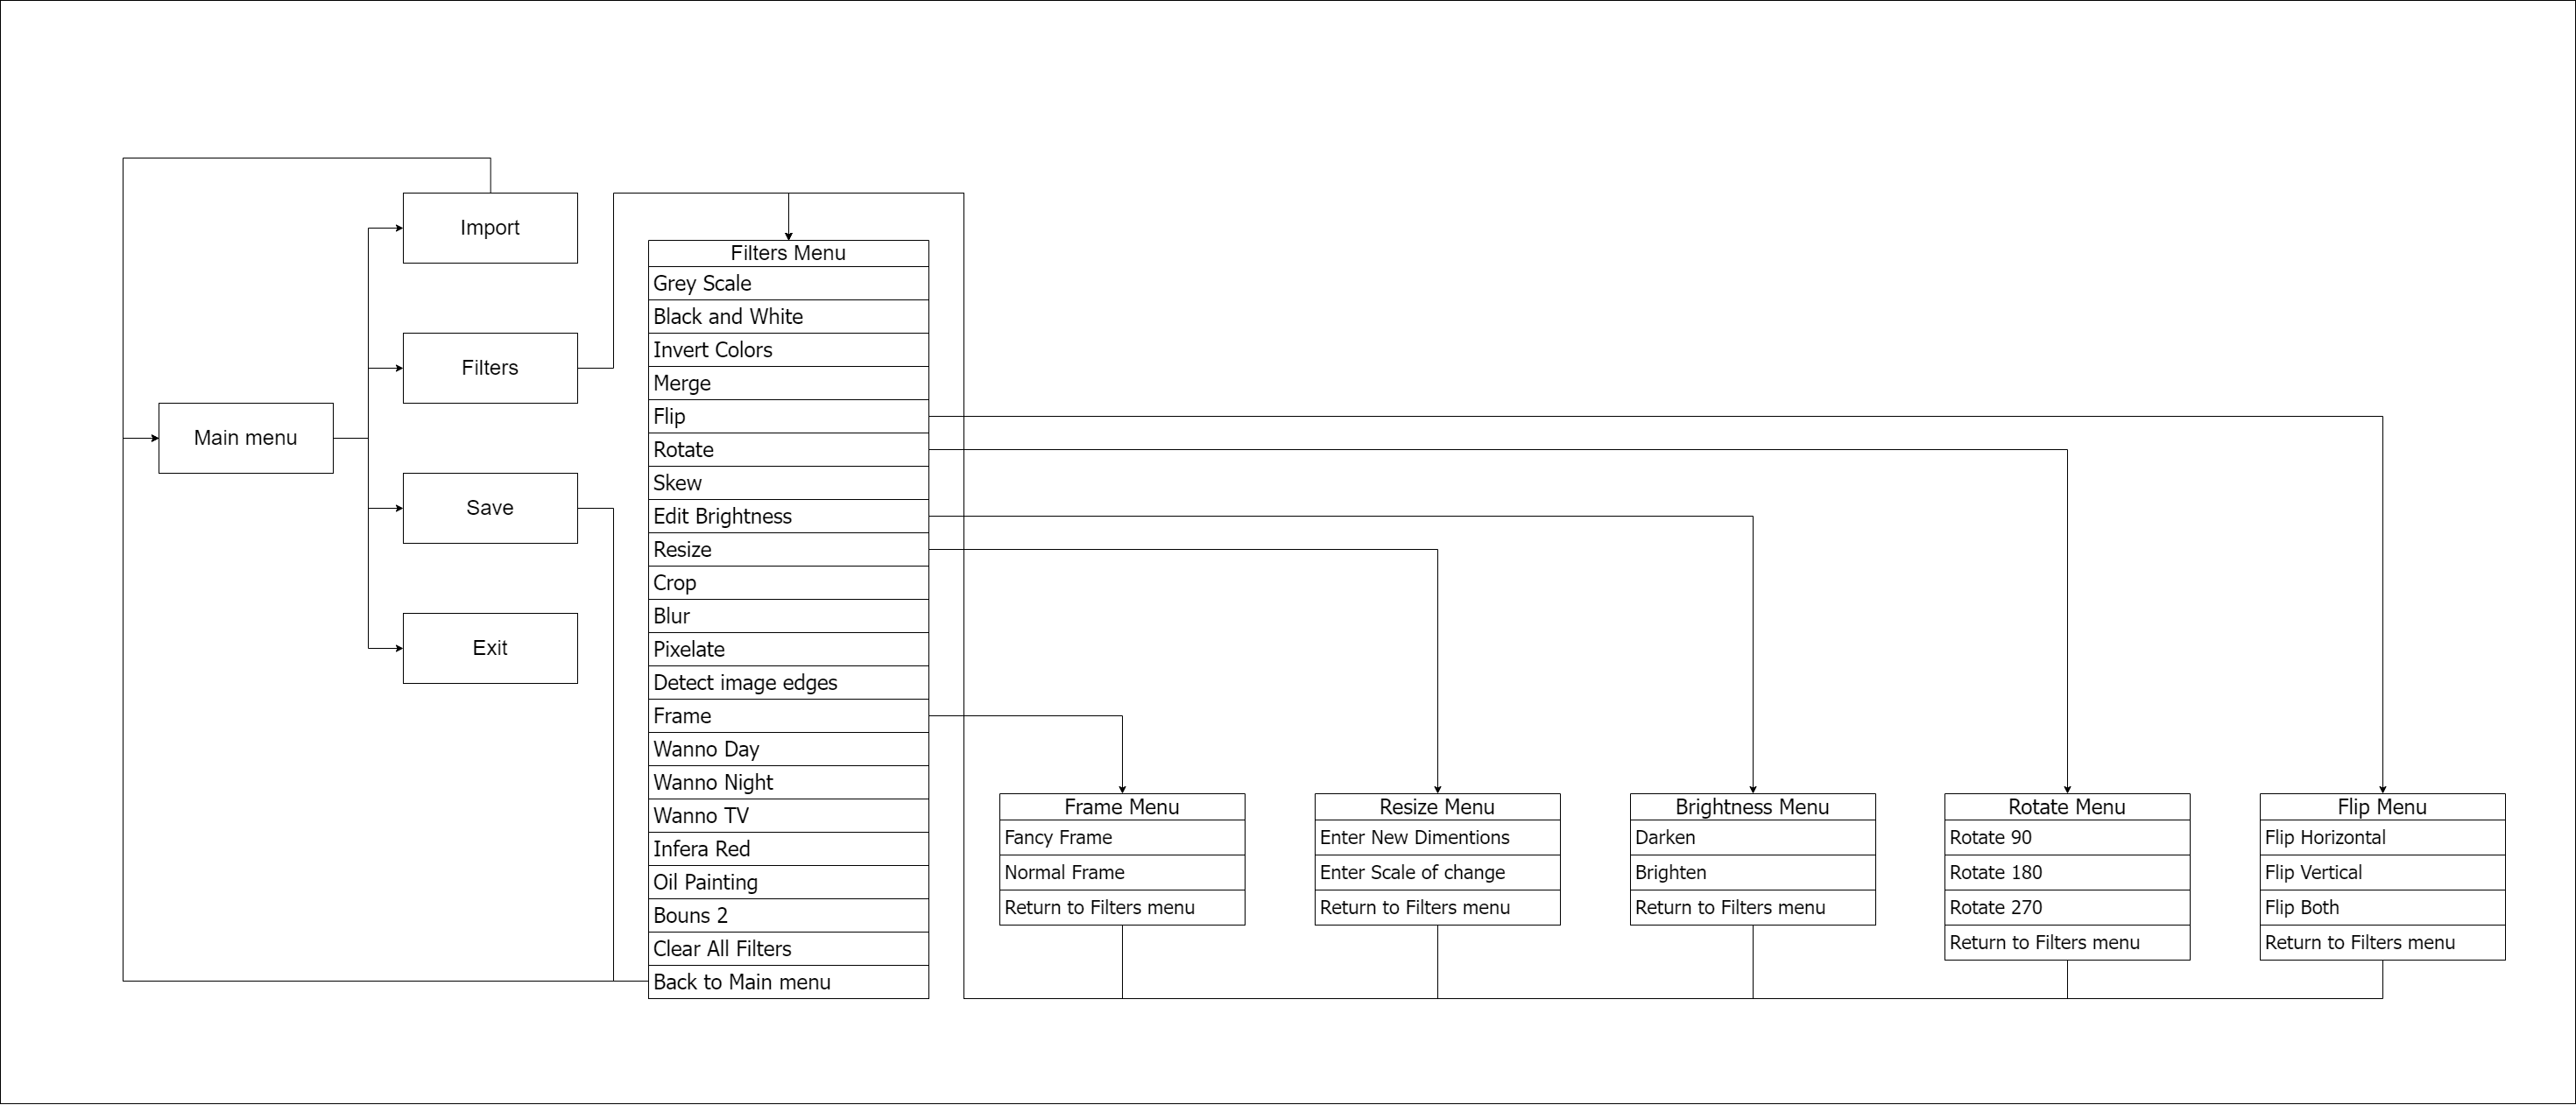 Import
Filters
Main menu
Save
Exit
Filters Menu
Grey Scale
Black and White
Invert Colors
Merge
Flip
Rotate
Skew
Edit Brightness
Resize
Crop
Blur
Pixelate
Detect image edges
Frame
Wanno Day
Wanno Night
Wanno TV
Infera Red
Oil Painting
Bouns 2
Clear All Filters
Back to Main menu
Frame Menu
Fancy Frame
Normal Frame
Return to Filters menu
Resize Menu
Enter New Dimentions
Enter Scale of change
Return to Filters menu
Brightness Menu
Darken
Brighten
Return to Filters menu
Rotate Menu
Rotate 90
Rotate 180
Rotate 270
Return to Filters menu
Flip Menu
Flip Horizontal
Flip Vertical
Flip Both
Return to Filters menu